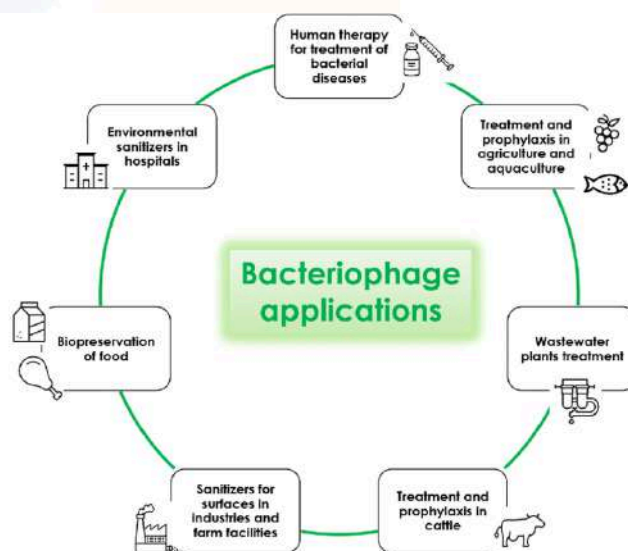 Human therapy
for treatment of
bacterial
diseases
Treatment and
prophylaxis in
agriculture and
aquaculture
Wastewater
plants treatment
Treatment and
prophylaxis in
cattle
Sanitizers for
surfaces in
industries and
farm facilities
Biopreservation
of food
Environmental
sanitizers in
hospitals
Bacteriophage
applications